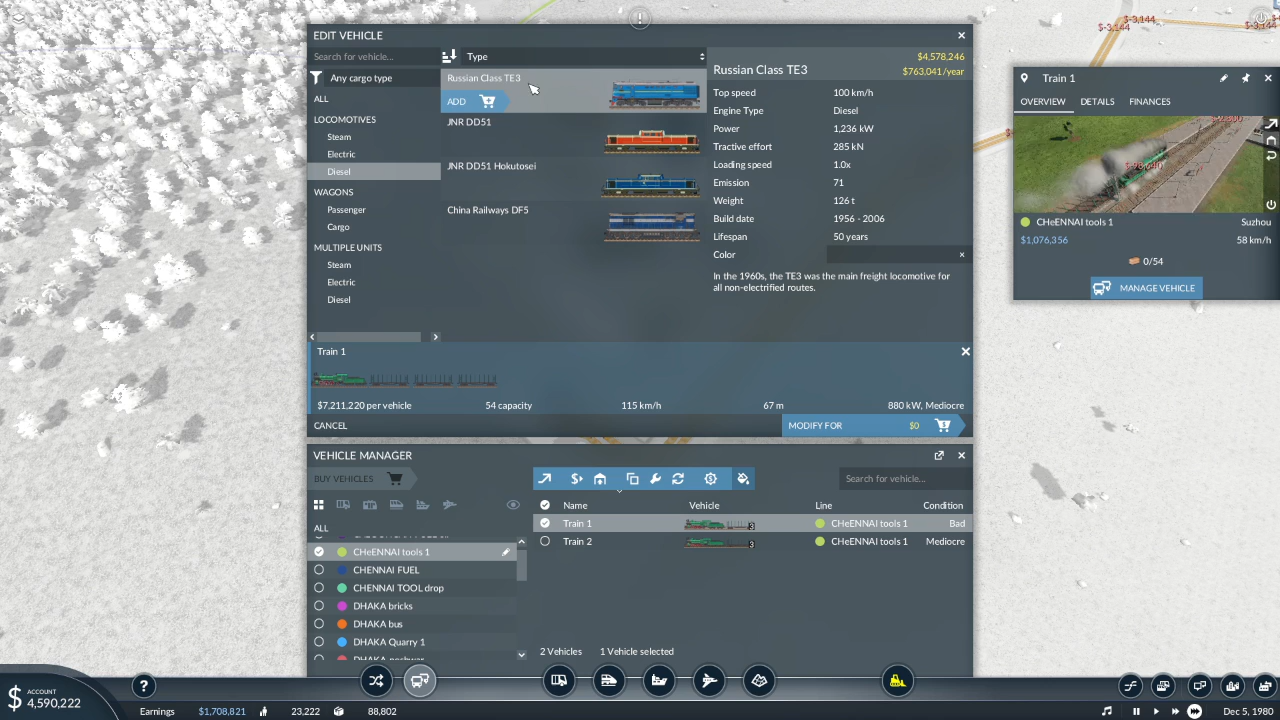 $-3,144
$-3,144
$-3,144
EDIT VEHICLE
Search for vehicle...
Type
Any cargo type
ALL
LOCOMOTIVES
Steam
Electric
Diesel
WAGONS
Passenger
Cargo
MULTIPLE UNITS
Steam
Electric
Diesel
Russian Class TE3
ADD
JNR DD51
JNR DD51 Hokutosei
China Railways DF5
$4,578,246
Russian Class TE3
$763,041/year
Top speed 100 km/h
Engine Type Diesel
Power 1,236 kW
Tractive effort 285 kN
Loading speed 1.0x
Emission 71
Weight 126 t
Build date 1956 - 2006
Lifespan 50 years
Color
In the 1960s, the TE3 was the main freight locomotive for
all non-electrified routes.
Train 1
$7,211,220 per vehicle 54 capacity 115 km/h 67 m 880 kW, Mediocre
CANCEL
MODIFY FOR $0
Train 1
OVERVIEW DETAILS FINANCES
CHeENNAI tools 1 Suzhou
$1,076,356 58 km/h
0/54
MANAGE VEHICLE
VEHICLE MANAGER
BUY VEHICLES
Search for vehicle...
ALL
CHeENNAI tools 1
CHENNAI FUEL
CHENNAI TOOL drop
DHAKA bricks
DHAKA bus
DHAKA Quarry 1
Name Vehicle Line Condition
Train 1 3 CHeENNAI tools 1 Bad
Train 2 3 CHeENNAI tools 1 Mediocre
2 Vehicles 1 Vehicle selected
$ ACCOUNT
4,590,222
?
Earnings $1,708,821 23,222 88,802
Dec 5, 1980